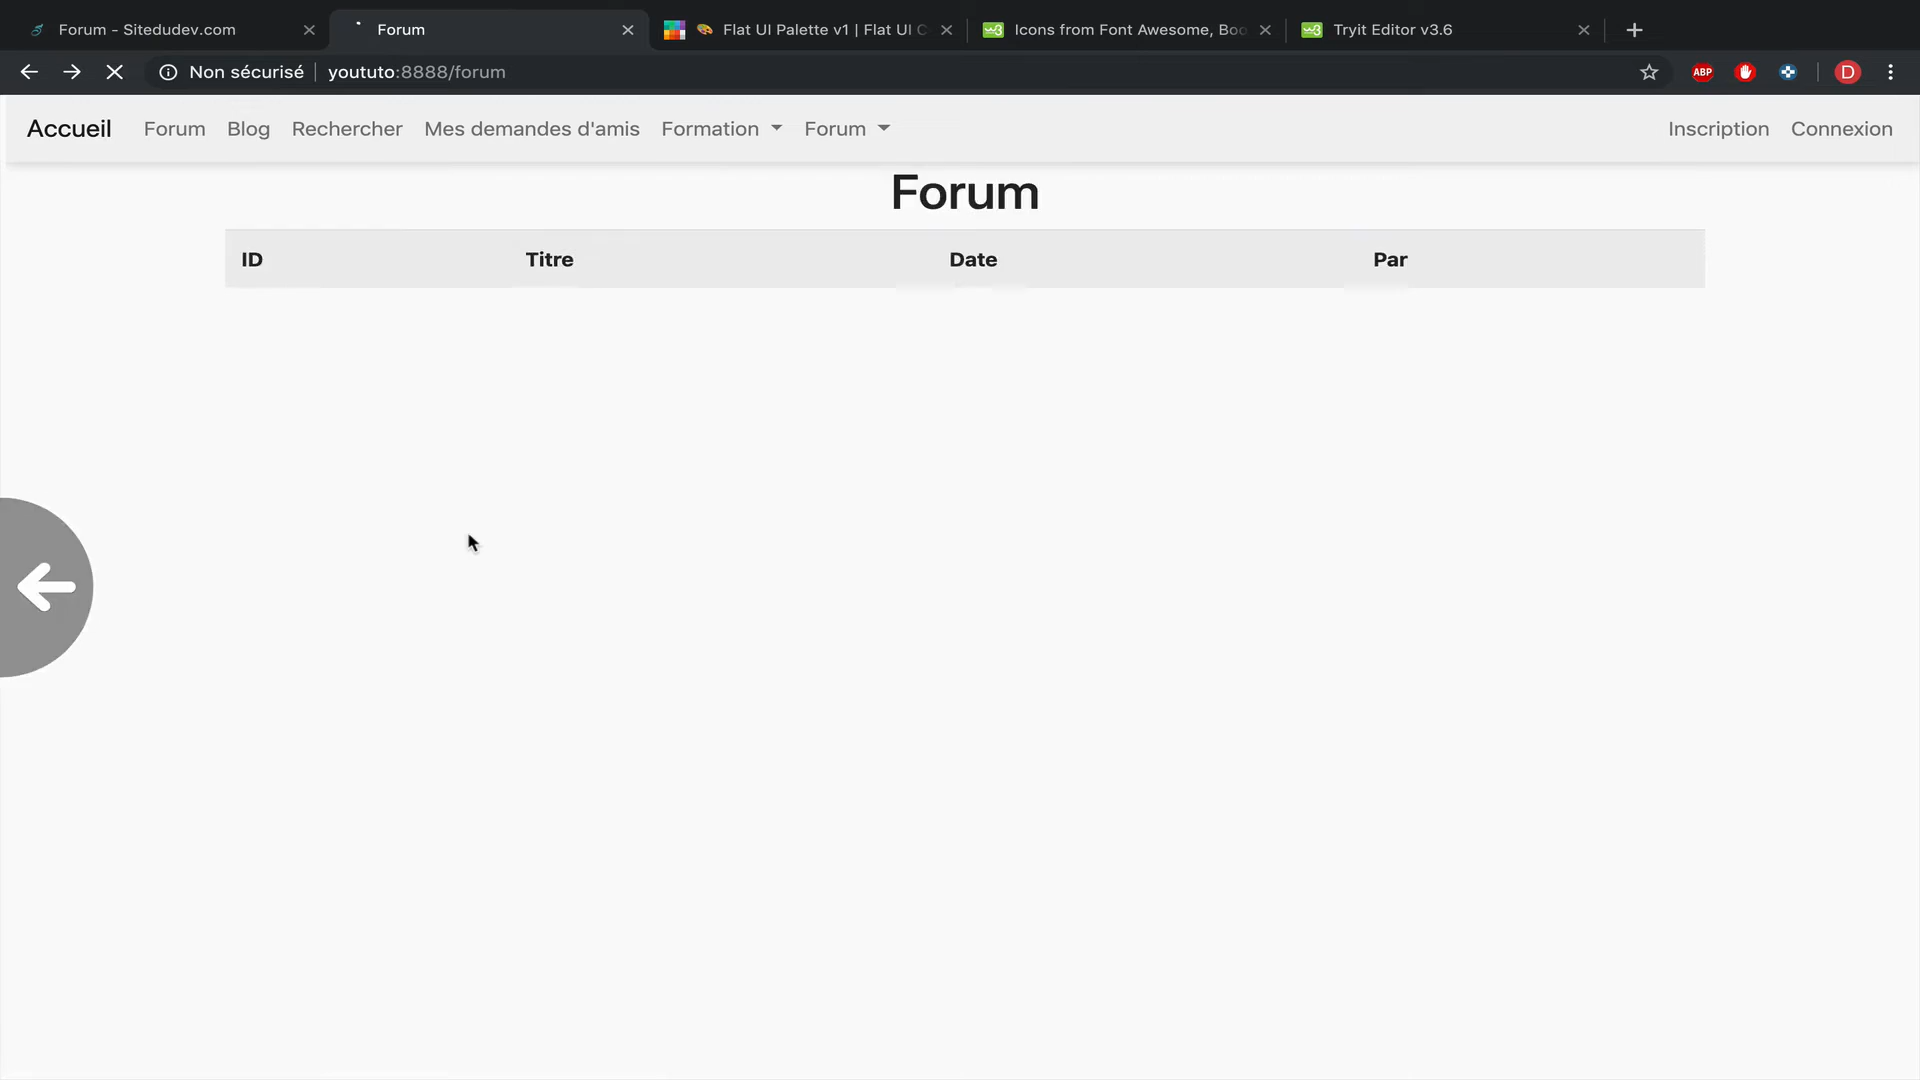 Forum - Sitedudev.com
Forum
Flat UI Palette v1 | Flat UI C
Icons from Font Awesome, Boo
Tryit Editor v3.6
Non sécurisé
yoututo:8888/forum
ABP
D
Accueil
Forum
Blog
Rechercher
Mes demandes d'amis
Formation
Forum
Inscription
Connexion
Forum
ID
Titre
Date
Par